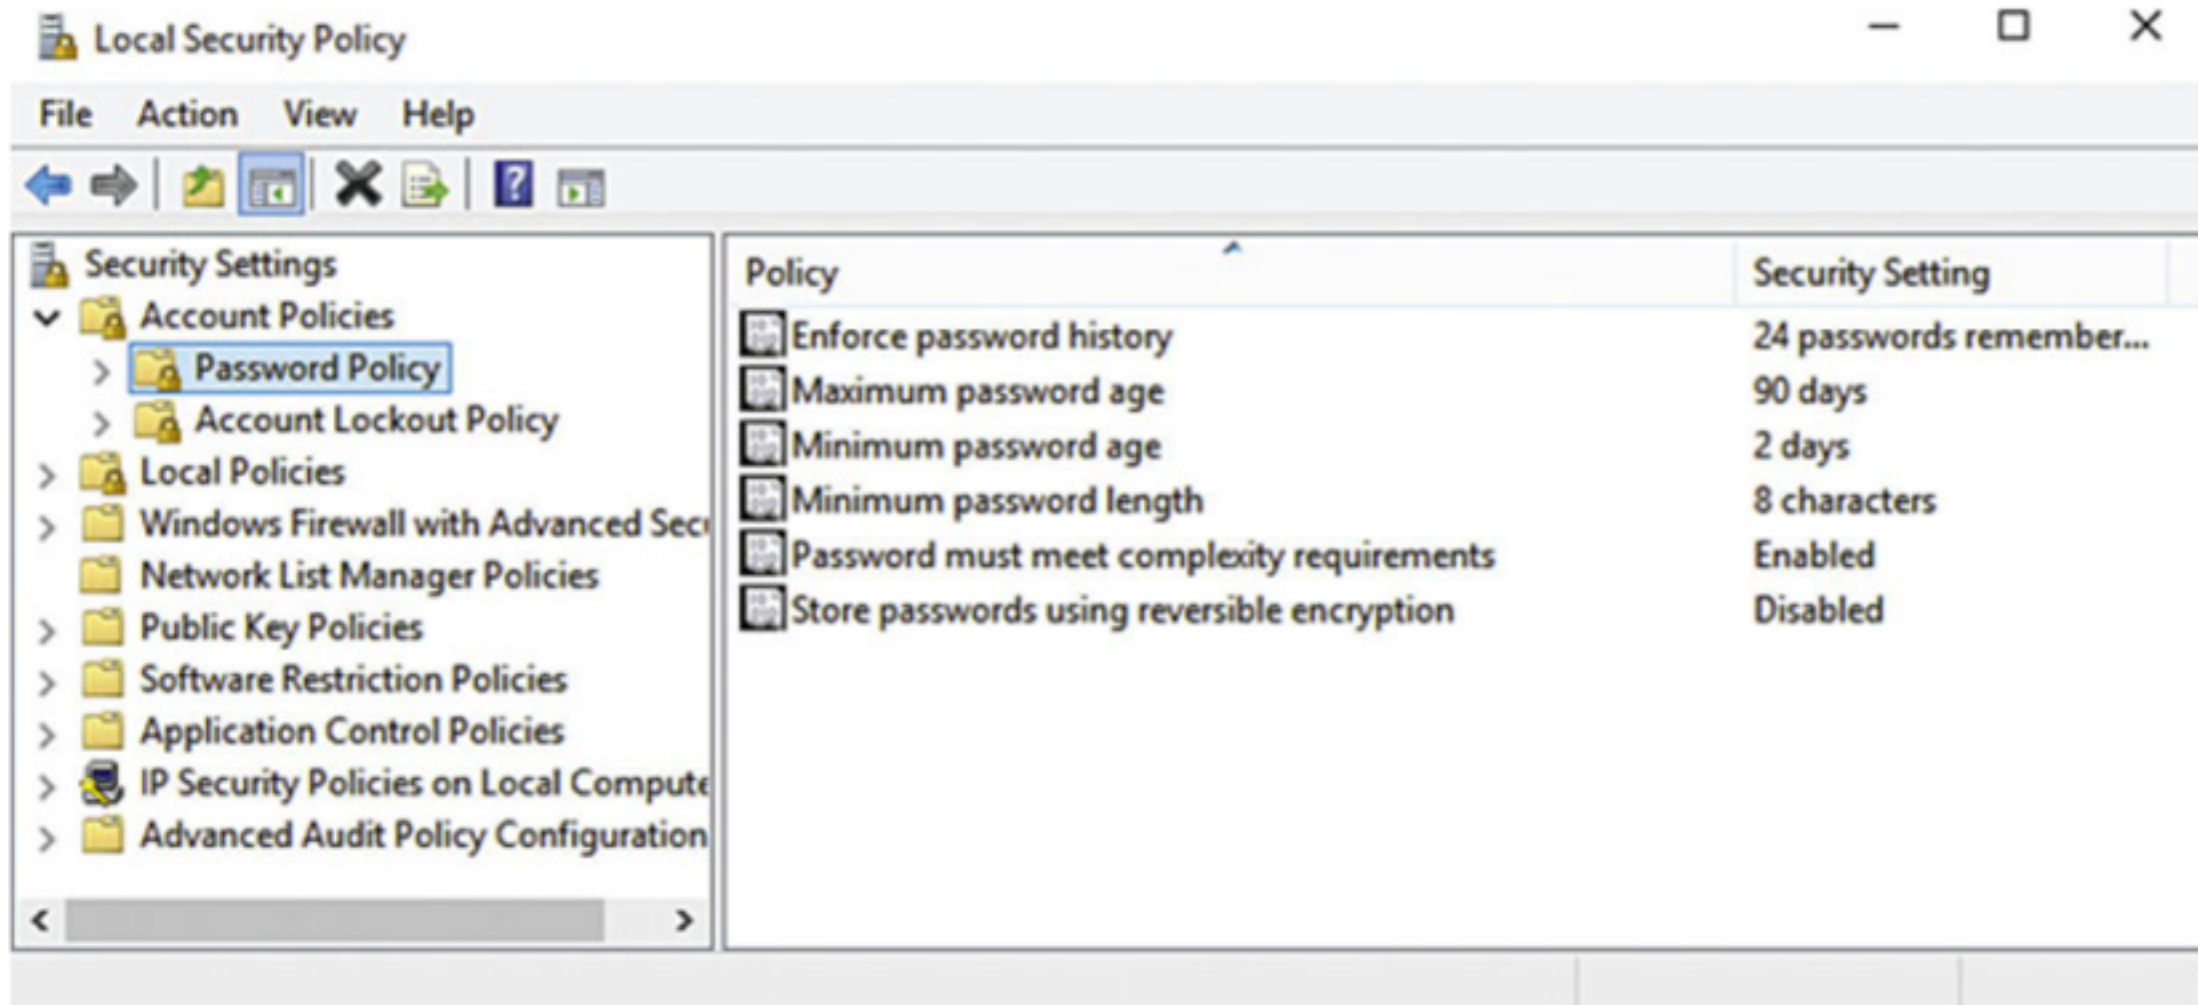 Local Security Policy
File Action View Help
Security Settings
Account Policies
Password Policy
Account Lockout Policy
Local Policies
Windows Firewall with Advanced Secu
Network List Manager Policies
Public Key Policies
Software Restriction Policies
Application Control Policies
IP Security Policies on Local Compute
Advanced Audit Policy Configuration
Policy Security Setting
Enforce password history 24 passwords remember...
Maximum password age 90 days
Minimum password age 2 days
Minimum password length 8 characters
Password must meet complexity requirements Enabled
Store passwords using reversible encryption Disabled